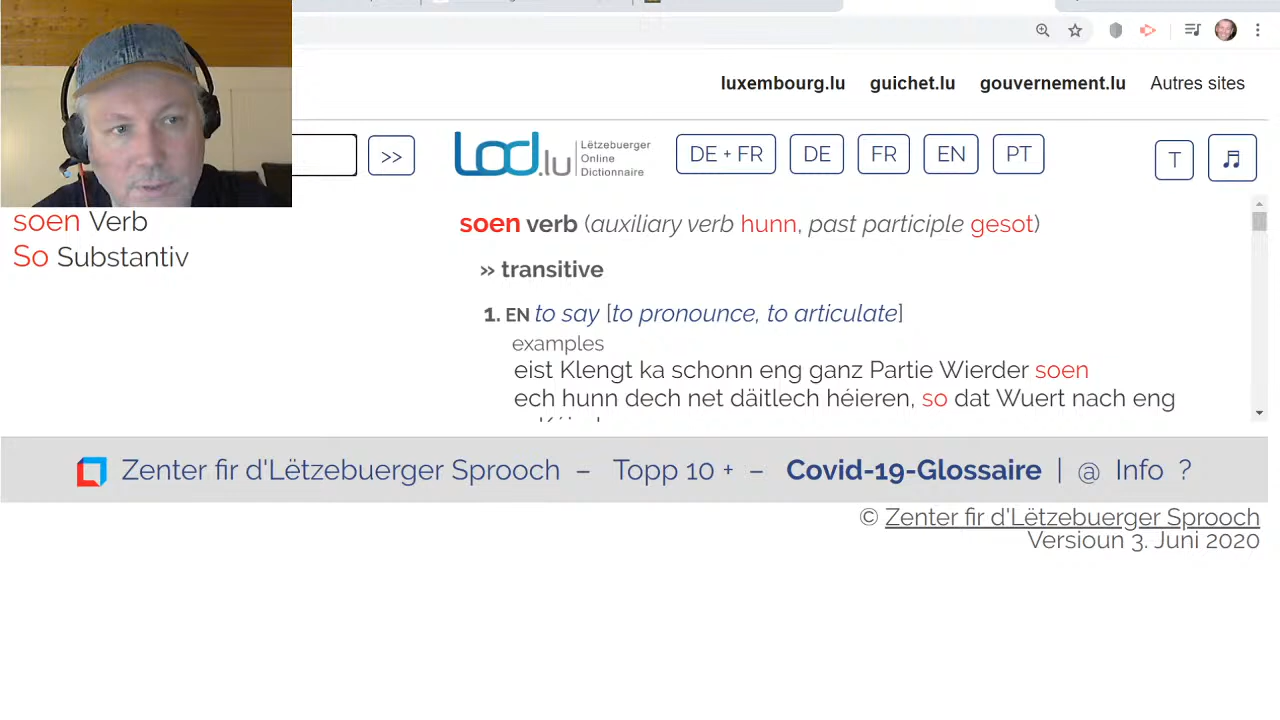 luxembourg.lu guichet.lu gouvernement.lu Autres sites
>> LOD.lu Lëtzebuerger Online Dictionnaire DE + FR DE FR EN PT T
soen Verb
So Substantiv
soen verb (auxiliary verb hunn, past participle gesot)
» transitive
1. EN to say [to pronounce, to articulate]
examples
eist Klengt ka schonn eng ganz Partie Wierder soen
ech hunn dech net däitlech héieren, so dat Wuert nach eng
Zenter fir d'Lëtzebuerger Sprooch – Topp 10 + – Covid-19-Glossaire | @ Info ?
© Zenter fir d'Lëtzebuerger Sprooch
Versioun 3. Juni 2020